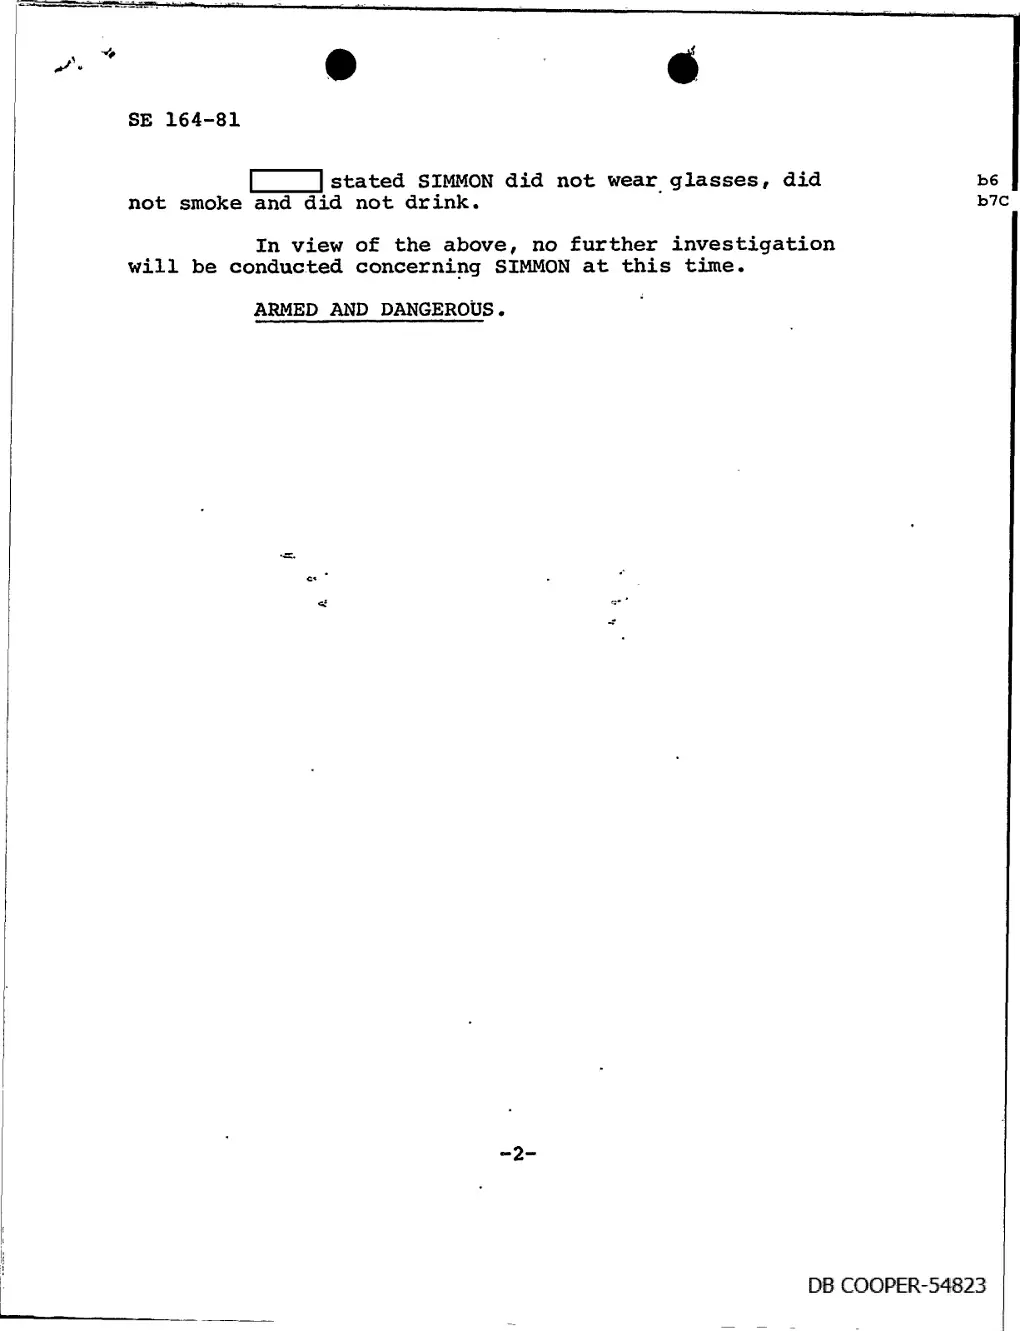 SE 164-81
stated SIMMON did not wear glasses, did
b6
not smoke and did not drink.
b7C
In view of the above, no further investigation
will be conducted concerning SIMMON at this time.
ARMED AND DANGEROUS.
-2-
DB COOPER-54823